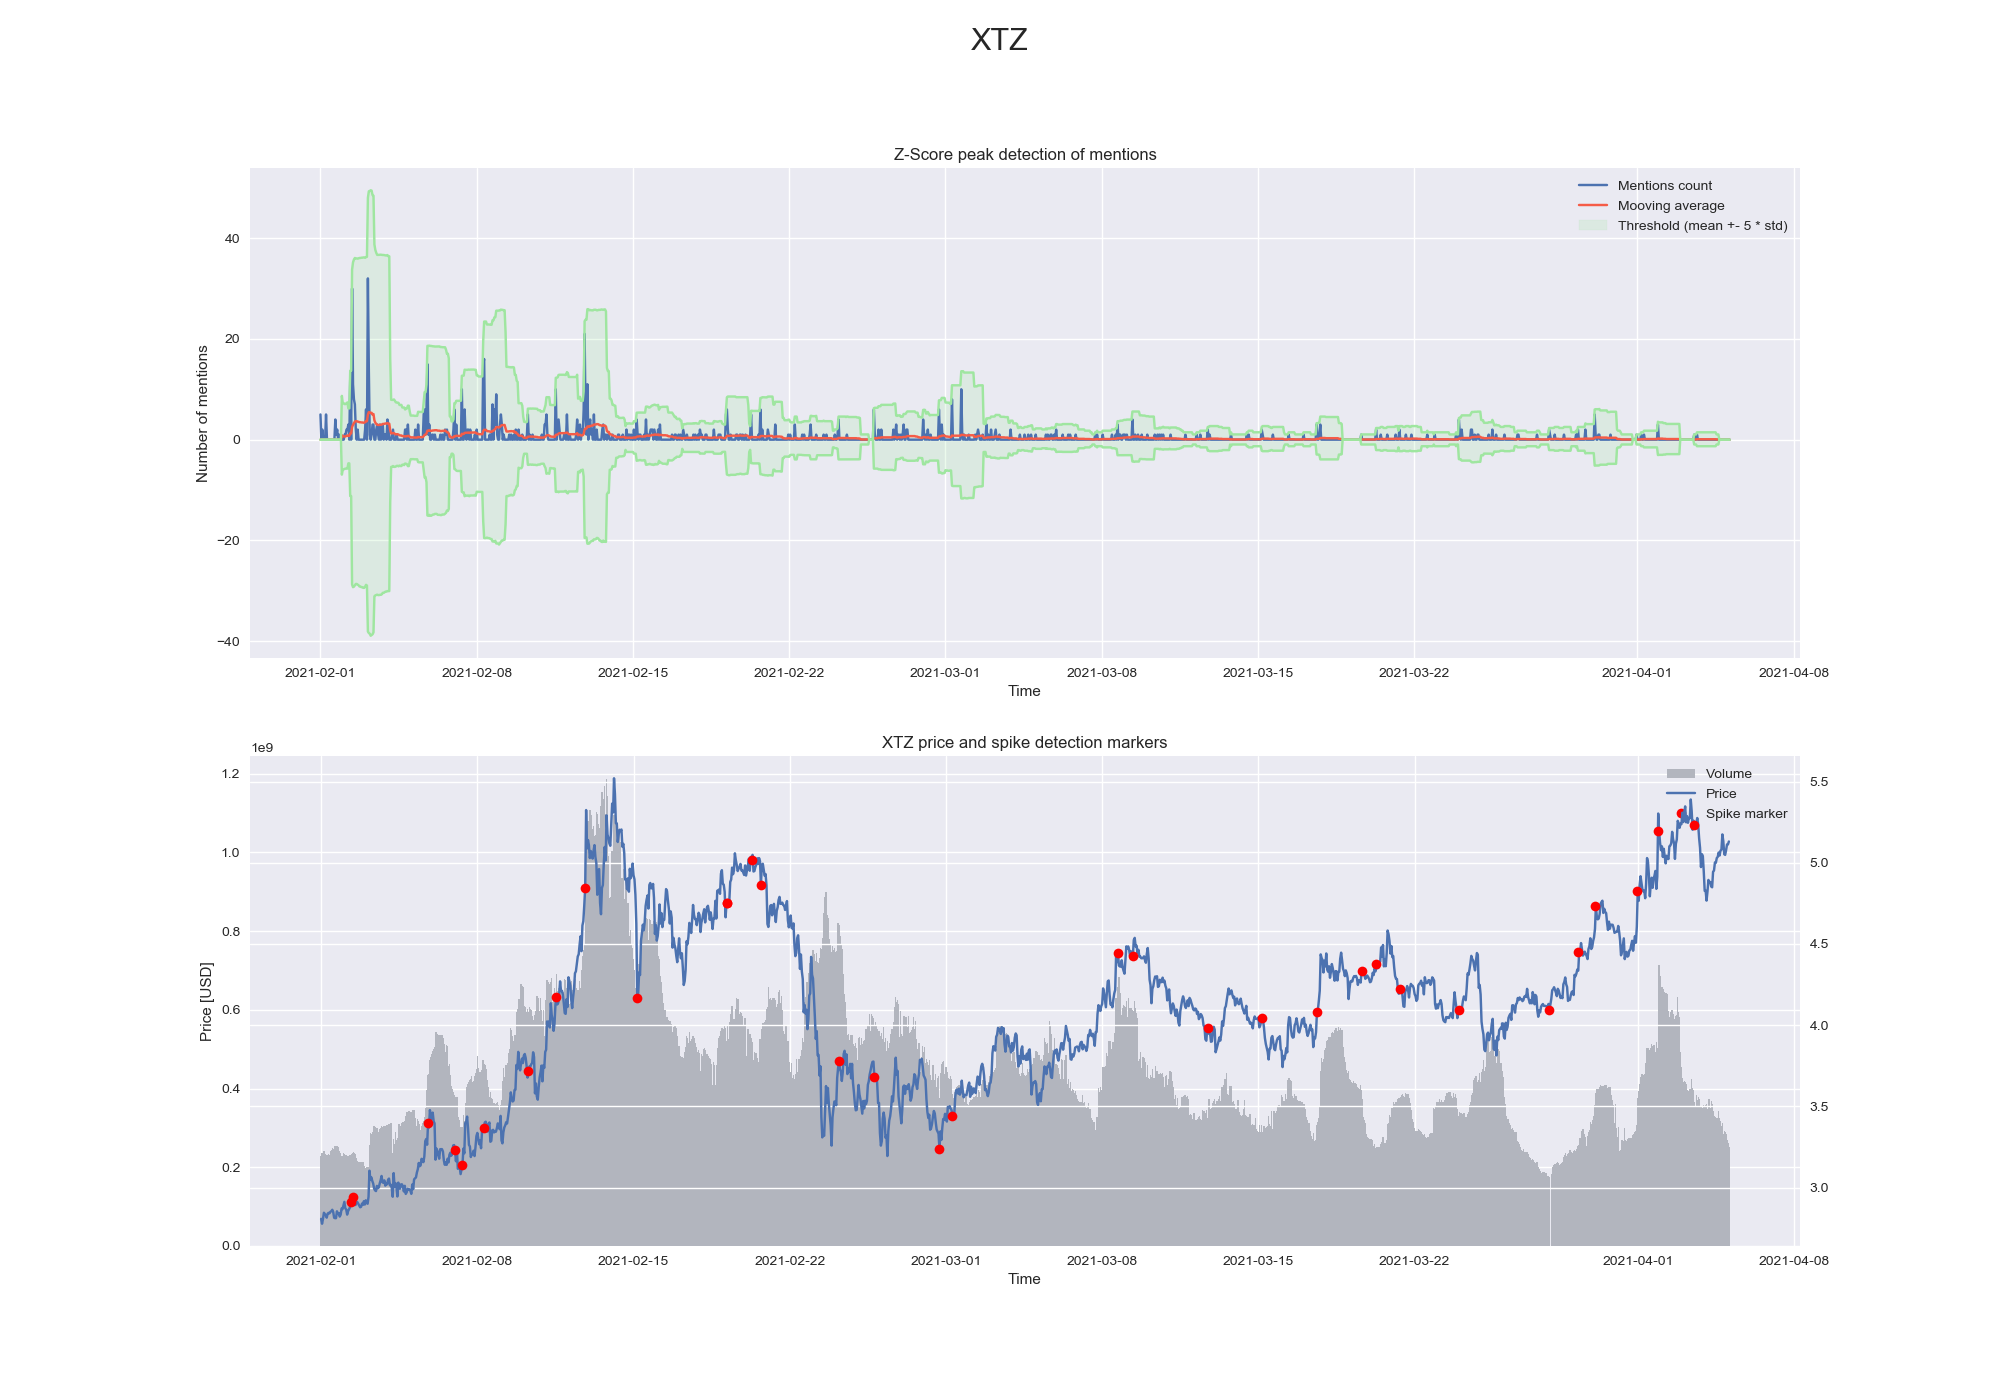 XTZ
Z-Score peak detection of mentions
Mentions count
Mooving average
Threshold (mean +- 5 * std)
Number of mentions
40
20
0
−20
−40
2021-02-01 2021-02-08 2021-02-15 2021-02-22 2021-03-01 2021-03-08 2021-03-15 2021-03-22 2021-04-01 2021-04-08
Time
XTZ price and spike detection markers
1e9
Volume
Price
Spike marker
Price [USD]
1.2
1.0
0.8
0.6
0.4
0.2
0.0
5.5
5.0
4.5
4.0
3.5
3.0
2021-02-01 2021-02-08 2021-02-15 2021-02-22 2021-03-01 2021-03-08 2021-03-15 2021-03-22 2021-04-01 2021-04-08
Time